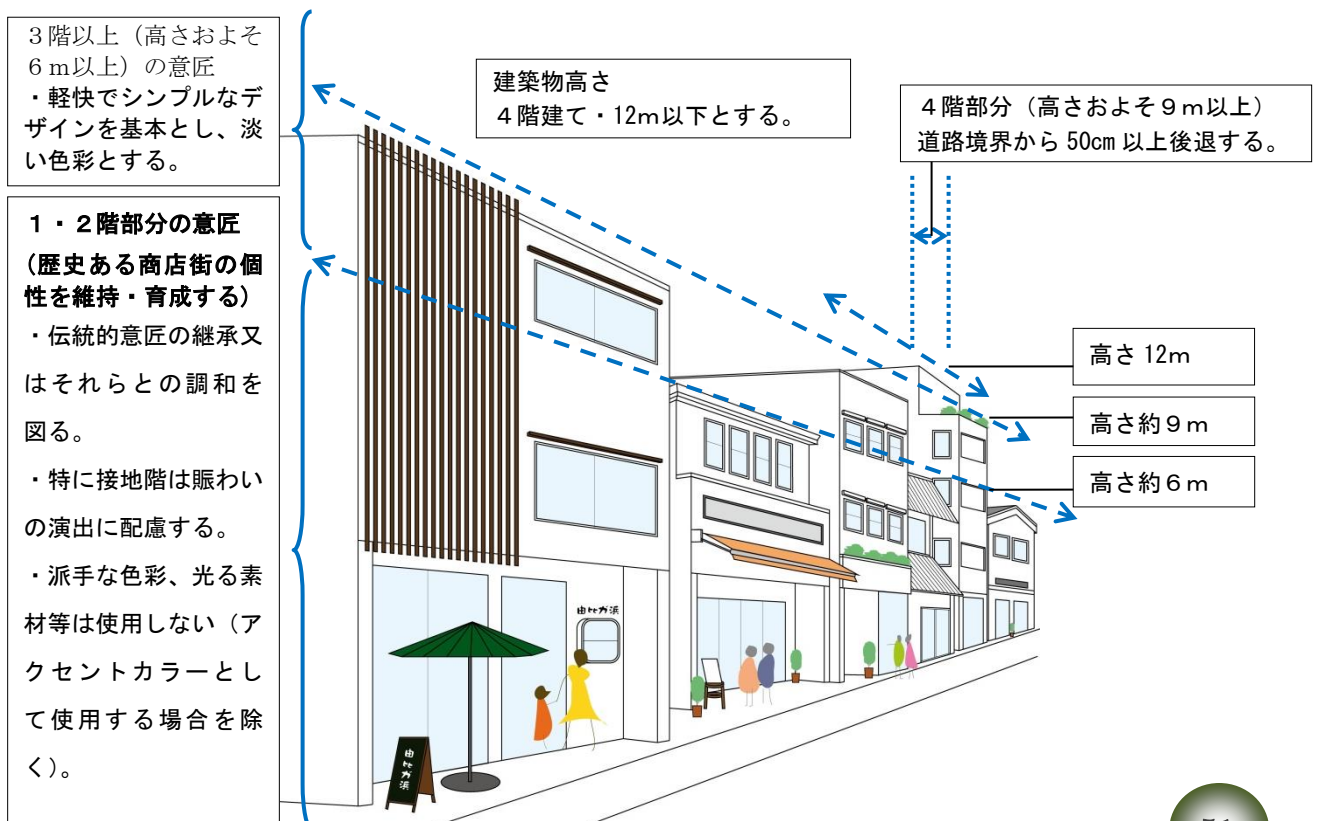 ３階以上（高さおよそ
６ｍ以上）の意匠
・軽快でシンプルなデ
ザインを基本とし、淡
い色彩とする。
１・２階部分の意匠
（歴史ある商店街の個
性を維持・育成する）
・伝統的意匠の継承又
はそれらとの調和を
図る。
・特に接地階は賑わい
の演出に配慮する。
・派手な色彩、光る素
材等は使用しない（ア
クセントカラーとし
て使用する場合を除
く）。
建築物高さ
４階建て・12ｍ以下とする。
４階部分（高さおよそ９ｍ以上）
道路境界から 50cm 以上後退する。
高さ 12ｍ
高さ約９ｍ
高さ約６ｍ
由比ガ浜
由比ガ浜